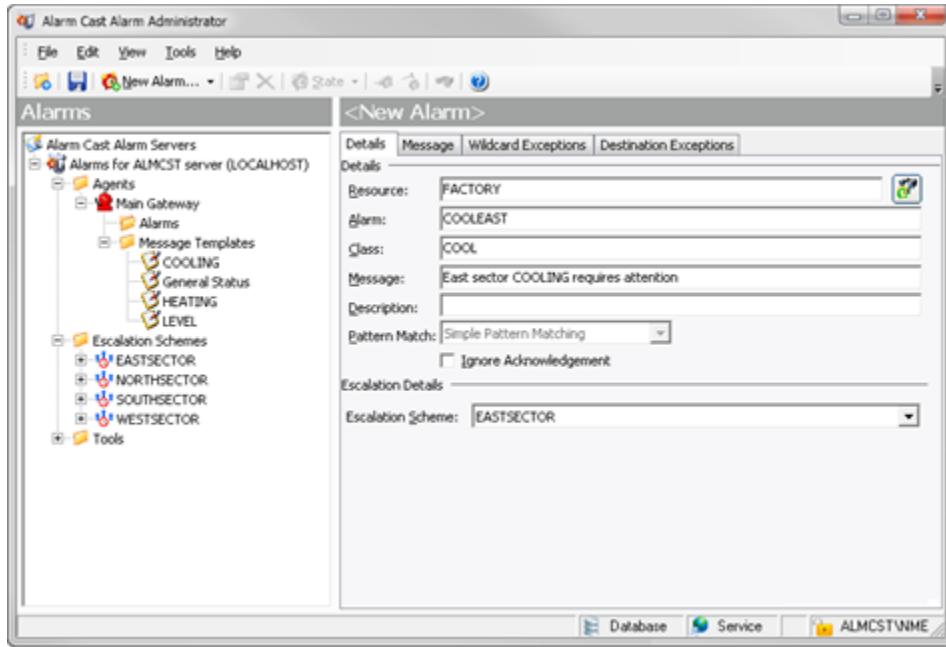 Alarm Cast Alarm Administrator
File Edit View Tools Help
New Alarm... State
Alarms
<New Alarm>
Alarm Cast Alarm Servers
Alarms for ALMCST server (LOCALHOST)
Agents
Main Gateway
Alarms
Message Templates
COOLING
General Status
HEATING
LEVEL
Escalation Schemes
EASTSECTOR
NORTHSECTOR
SOUTHSECTOR
WESTSECTOR
Tools
Details Message Wildcard Exceptions Destination Exceptions
Details
Resource: FACTORY
Alarm: COOLEAST
Class: COOL
Message: East sector COOLING requires attention
Description:
Pattern Match: Simple Pattern Matching
Ignore Acknowledgement
Escalation Details
Escalation Scheme: EASTSECTOR
Database Service ALMCST\NME